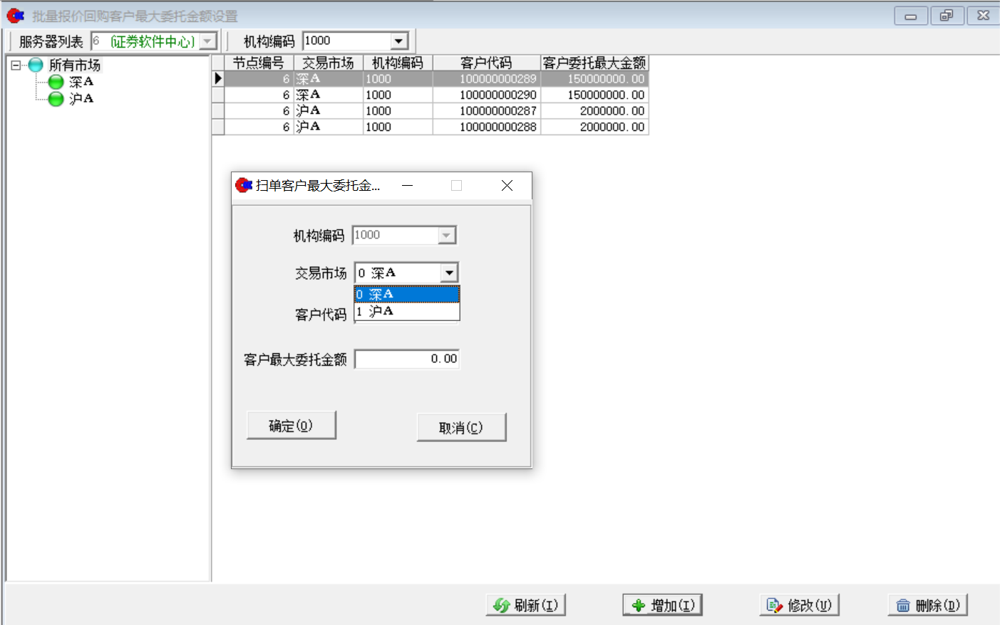 批量报价回购客户最大委托金额设置
服务器列表 6 (证券软件中心) 机构编码 1000
所有市场
深A
沪A
节点编号 交易市场 机构编码 客户代码 客户委托最大金额
6 深A 1000 100000000289 150000000.00
6 深A 1000 100000000290 150000000.00
6 沪A 1000 100000000287 2000000.00
6 沪A 1000 100000000288 2000000.00
扫单客户最大委托金...
机构编码 1000
交易市场 0 深A
0 深A
1 沪A
客户代码
客户最大委托金额 0.00
确定(O) 取消(C)
刷新(I) 增加(I) 修改(U) 删除(D)